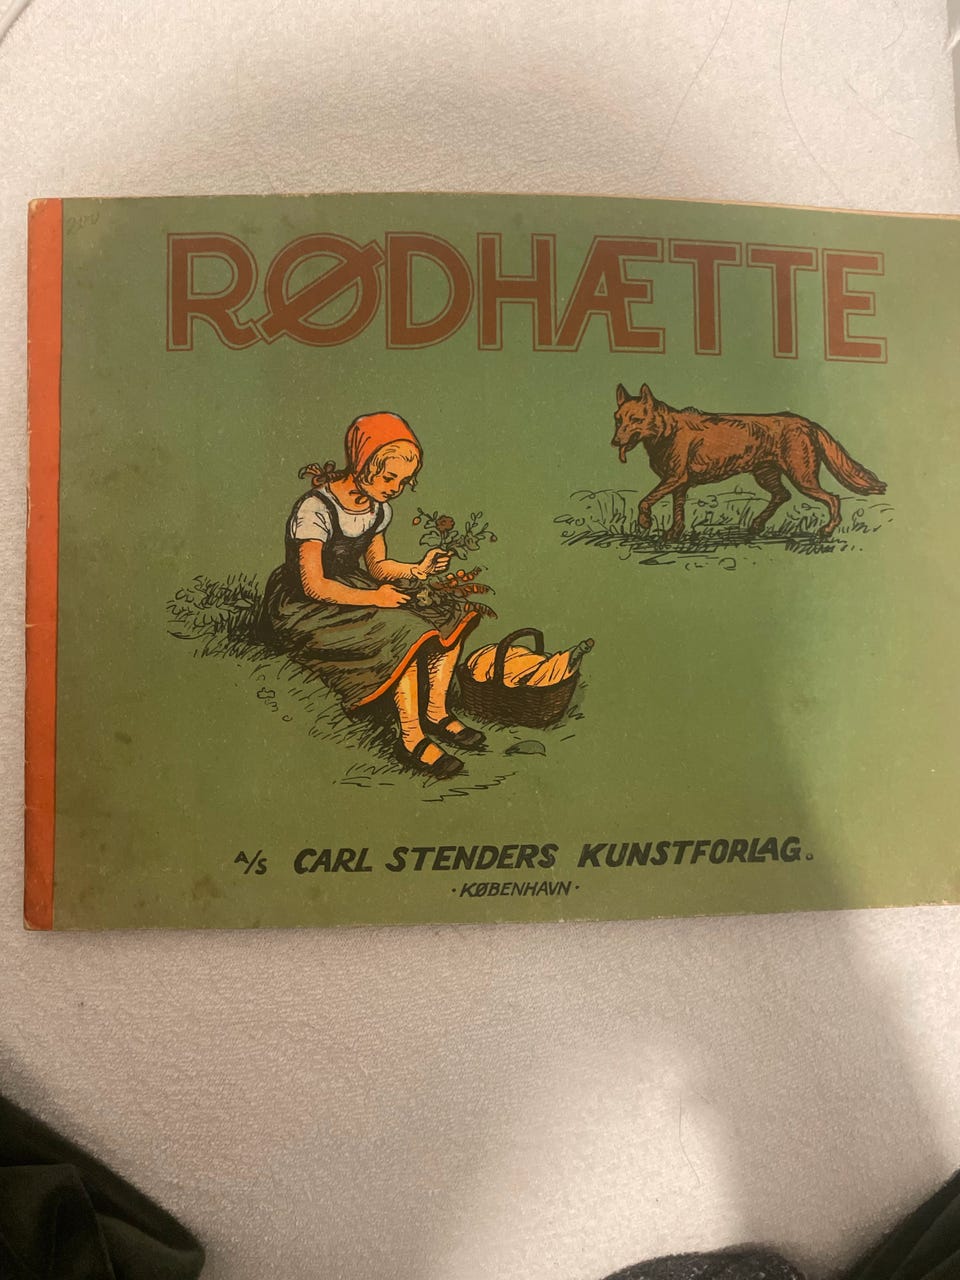 RØDHÆTTE
A/S CARL STENDERS KUNSTFORLAG.
· KØBENHAVN ·